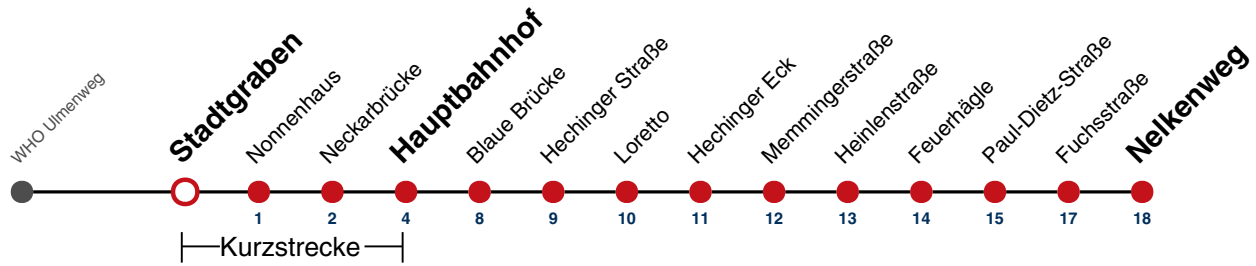 WHO Ulmenweg
Stadtgraben
Nonnenhaus
Neckarbrücke
Hauptbahnhof
Blaue Brücke
Hechinger Straße
Loretto
Hechinger Eck
Memmingerstraße
Heinlenstraße
Feuerhägle
Paul-Dietz-Straße
Fuchsstraße
Nelkenweg
1 2 4 8 9 10 11 12 13 14 15 17 18
Kurzstrecke